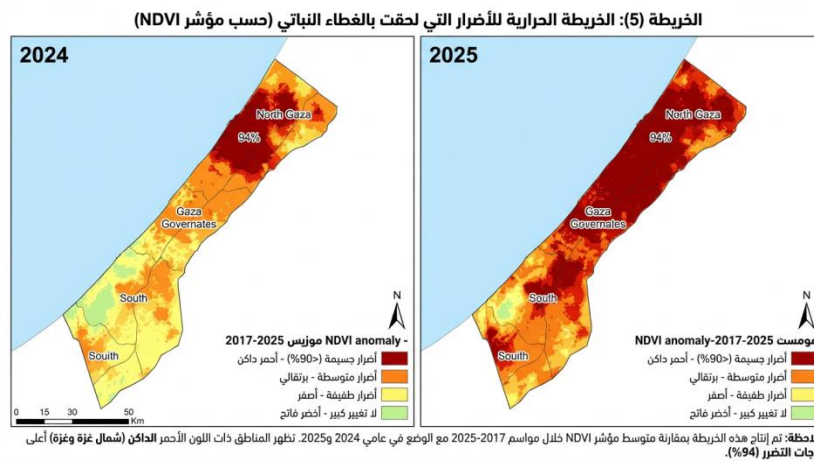 الخريطة (5): الخريطة الحرارية للأضرار التي لحقت بالغطاء النباتي (حسب مؤشر NDVI)
2024
North Gaza
94%
Gaza
Governates
South
Souith
N
- NDVI anomaly موزيس 2025-2017
أضرار جسيمة (<90%) - أحمر داكن
أضرار متوسطة - برتقالي
أضرار طفيفة - أصفر
لا تغيير كبير - أخضر فاتح
0 15 30 50
Km
2025
North Gaza
94%
Gaza
Governates
South
South
N
مومست NDVI anomaly-2017-2025
أضرار جسيمة (<90%) - أحمر داكن
أضرار متوسطة - برتقالي
أضرار طفيفة - أصفر
لا تغيير كبير - أخضر فاتح
لاحظة: تم إنتاج هذه الخريطة بمقارنة متوسط مؤشر NDVI خلال مواسم 2017-2025 مع الوضع في عامي 2024 و2025. تظهر المناطق ذات اللون الأحمر الداكن (شمال غزة وغزة) أعلى
جات التضرر (94%).